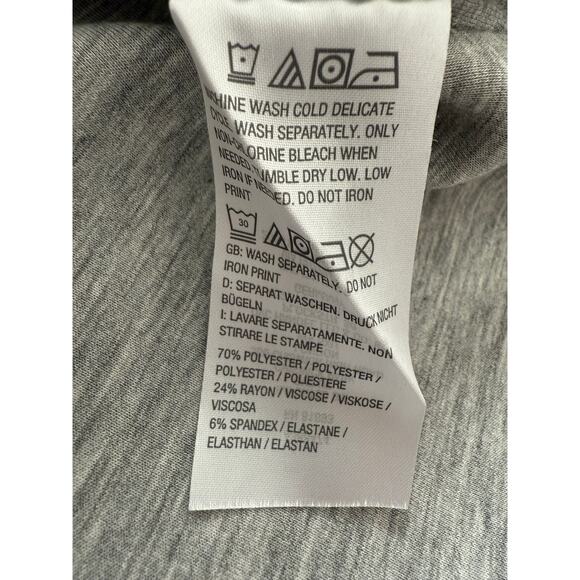 MACHINE WASH COLD DELICATE
CYCLE. WASH SEPARATELY. ONLY
NON-CHLORINE BLEACH WHEN
NEEDED. TUMBLE DRY LOW. LOW
IRON IF NEEDED. DO NOT IRON
PRINT
30
GB: WASH SEPARATELY. DO NOT
IRON PRINT
D: SEPARAT WASCHEN. DRUCK NICHT
BÜGELN
I: LAVARE SEPARATAMENTE. NON
STIRARE LE STAMPE
70% POLYESTER / POLYESTER /
POLYESTER / POLIESTERE
24% RAYON / VISCOSE / VISKOSE /
VISCOSA
6% SPANDEX / ELASTANE /
ELASTHAN / ELASTAN